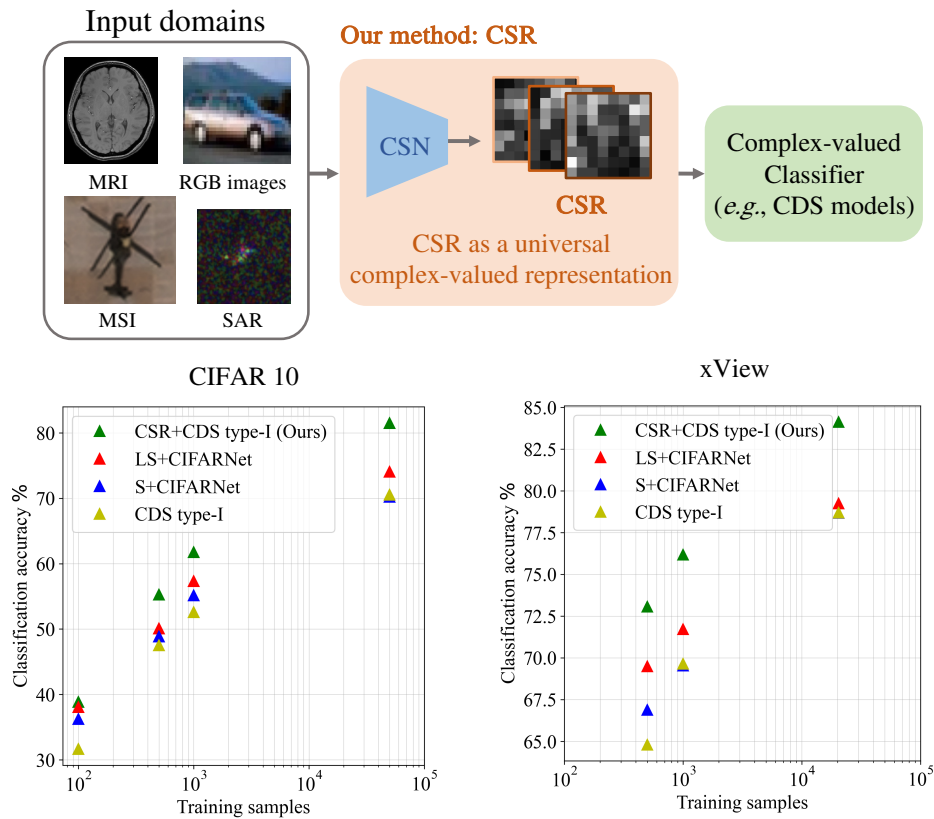 Input domains
MRI
RGB images
MSI
SAR
Our method: CSR
CSN
CSR
CSR as a universal
complex-valued representation
Complex-valued
Classifier
(e.g., CDS models)
CIFAR 10
Classification accuracy %
80
70
60
50
40
30
CSR+CDS type-I (Ours)
LS+CIFARNet
S+CIFARNet
CDS type-I
10²
10³
10⁴
10⁵
Training samples
xView
Classification accuracy %
85.0
82.5
80.0
77.5
75.0
72.5
70.0
67.5
65.0
CSR+CDS type-I (Ours)
LS+CIFARNet
S+CIFARNet
CDS type-I
10²
10³
10⁴
10⁵
Training samples